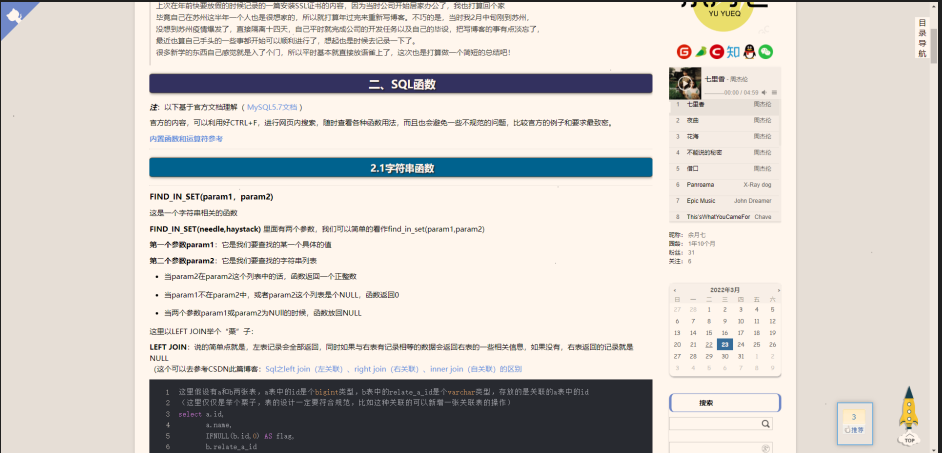 上次在年前快要放假的时候记录的一篇安装SSL证书的内容，因为当时公司开始居家办公了，我也打算回个家
毕竟自己在苏州这半年一个人也是很想家的，所以就打算年过完来重新写博客。不巧的是，当时我2月中旬刚到苏州，
没想到苏州疫情爆发了，直接隔离十四天，自己平时就完成公司的开发任务以及自己的毕设，把写博客的事有点淡忘了，
最近也算自己手头的一些事都开始可以顺利进行了，想起也是时候去记录一下了。
很多新学的东西自己感觉就是入了个门，所以平时基本就直接放语雀上了，这次也是打算做一个简短的总结吧！
二、SQL函数
注：以下基于官方文档理解（ MySQL5.7文档 ）
官方的内容，可以利用好CTRL+F，进行网页内搜索，随时查看各种函数用法，而且也会避免一些不规范的问题，比较官方的例子和要求最致密。
内置函数和运算符参考
2.1字符串函数
FIND_IN_SET(param1，param2)
这是一个字符串相关的函数
FIND_IN_SET(needle,haystack) 里面有两个参数，我们可以简单的看作find_in_set(param1,param2)
第一个参数param1：它是我们要查找的某一个具体的值
第二个参数param2：它是我们要查找的字符串列表
当param2在param2这个列表中的话，函数返回一个正整数
当param1不在param2中，或者param2这个列表是个NULL，函数返回0
当两个参数param1或param2为NUll的时候，函数放回NULL
这里以LEFT JOIN举个“栗”子：
LEFT JOIN：说的简单点就是，左表记录会全部返回，同时如果与右表有记录相等的数据会返回右表的一些相关信息，如果没有，右表返回的记录就是
NULL
（这个可以去参考CSDN此篇博客：Sql之left join（左关联）、right join（右关联）、inner join（自关联）的区别
1 这里假设有a和b两张表，a表中的id是个bigint类型，b表中的relate_a_id是个varchar类型，存放的是关联的a表中的id
2 （这里仅仅是举个栗子，表的设计一定要符合规范，比如这种关联的可以新增一张关联表的操作）
3 select a.id,
4 a.name,
5 IFNULL(b.id,0) AS flag,
6 b.relate_a_id
YU YUEQ
知
七里香 - 周杰伦
00:00 / 04:59
1 七里香 周杰伦
2 夜曲 周杰伦
3 花海 周杰伦
4 不能说的秘密 周杰伦
5 借口 周杰伦
6 Panroama X-Ray dog
7 Epic Music John Dreamer
8 This'sWhatYouCameFor Chave
昵称： 余月七
园龄： 1年10个月
粉丝： 31
关注： 6
2022年3月
日 一 二 三 四 五 六
27 28 1 2 3 4 5
6 7 8 9 10 11 12
13 14 15 16 17 18 19
20 21 22 23 24 25 26
27 28 29 30 31 1 2
3 4 5 6 7 8 9
搜索
目录导航
3
推荐
TOP